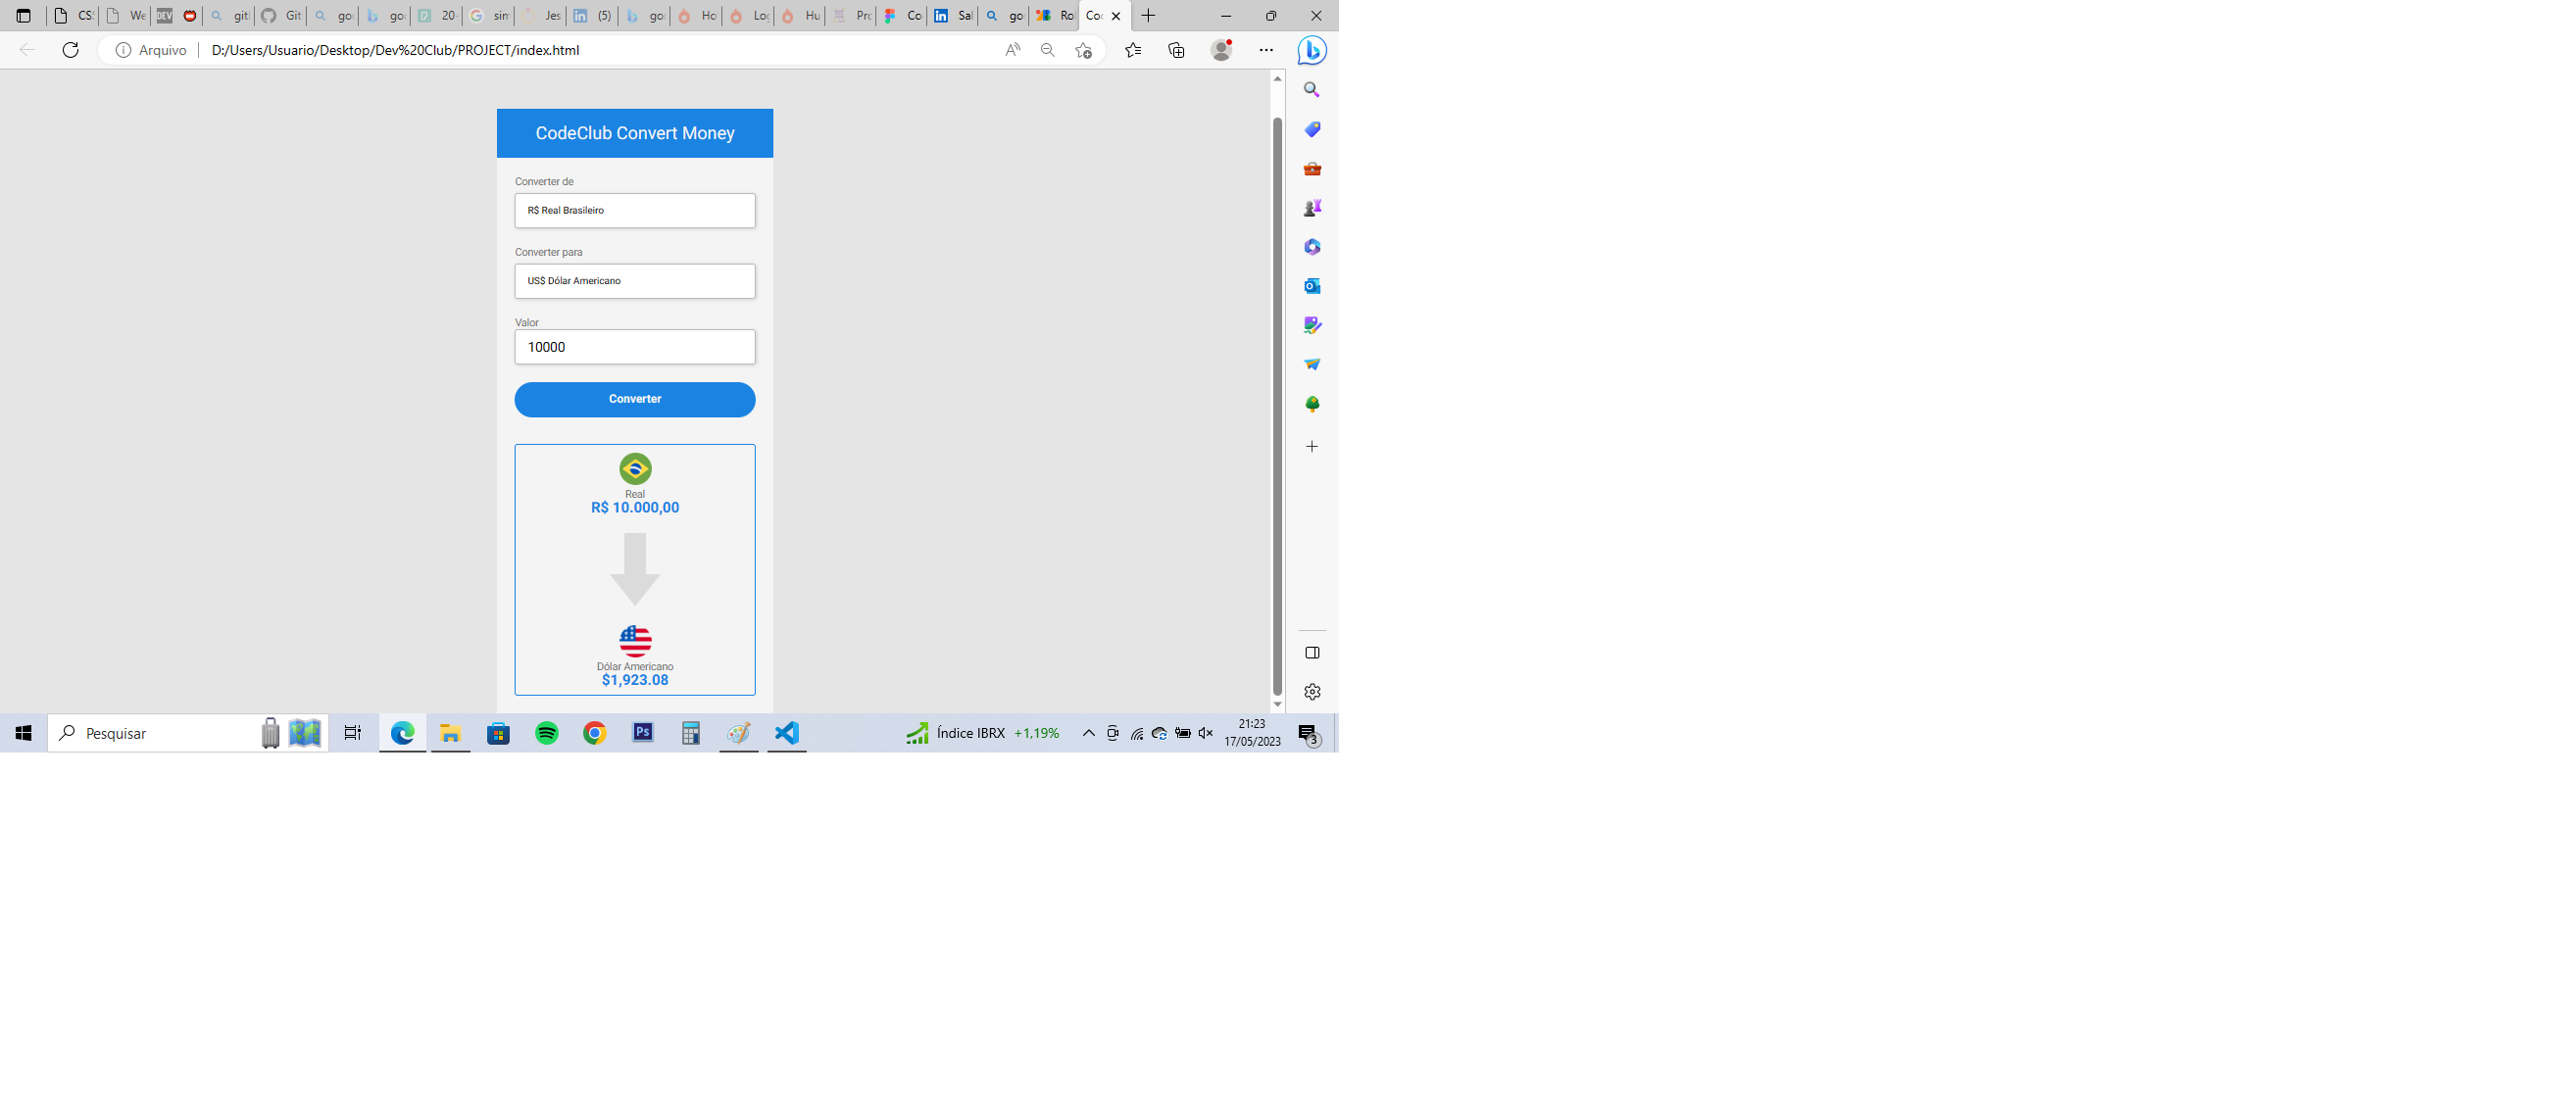 CS We DEV git Git go go 20- sin Jes (5) go Ho Log Hu Pro Co Sal go Ro Coc
Arquivo D:/Users/Usuario/Desktop/Dev%20Club/PROJECT/index.html
CodeClub Convert Money
Converter de
R$ Real Brasileiro
Converter para
US$ Dólar Americano
Valor
10000
Converter
Real
R$ 10.000,00
Dólar Americano
$1,923.08
Pesquisar
Ps
Índice IBRX +1,19%
21:23
17/05/2023
3